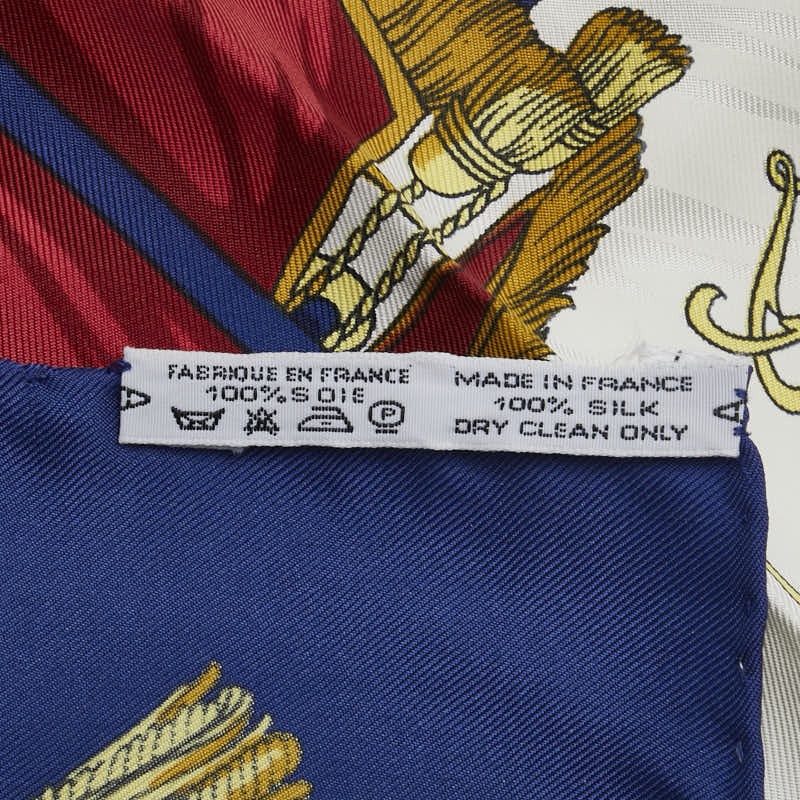 FABRIQUE EN FRANCE
100% SOIE
A
P
MADE IN FRANCE
100% SILK
DRY CLEAN ONLY
A